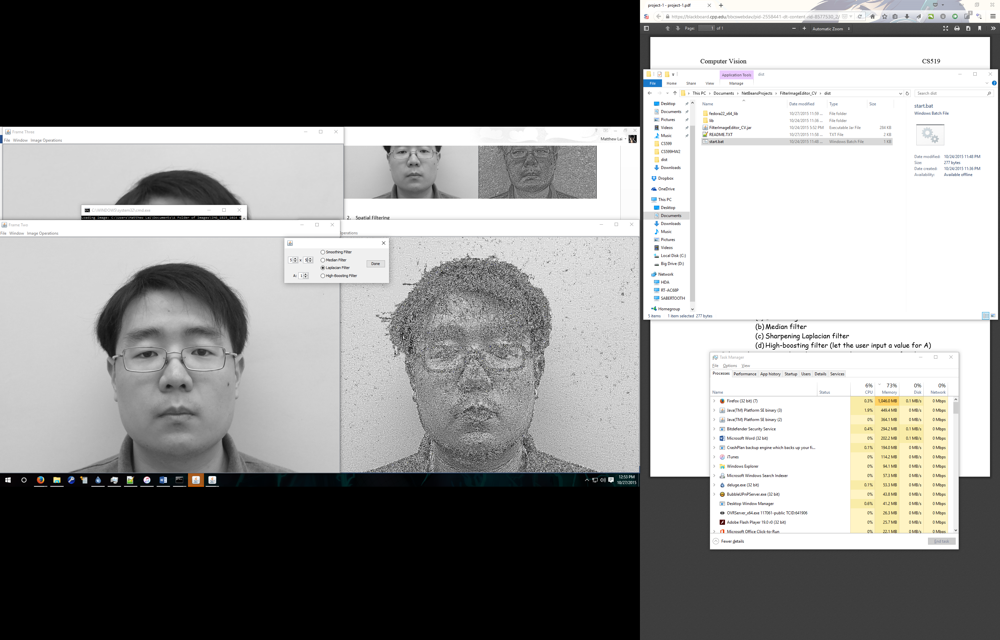 Frame Three
File Window Image Operations
Matthew Lai
C:\WINDOWS\system32\cmd.exe
Loading image: C:\Users\Matthew Lai\Documents\A Folder of Images\IMG_1825_1024 G
2. Spatial Filtering
Frame Two
File Window Image Operations
Operations
5 x 5
A: 1
Smoothing Filter
Median Filter
Laplacian Filter
High-Boosting Filter
Done
12:53 PM
10/27/2015
project-1 - project-1.pdf
https://blackboard.cpp.edu/bbcswebdav/pid-2558441-dt-content-rid-8577530_2/
Page: 1 of 1
Automatic Zoom
Computer Vision CS519
Application Tools dist
File Home Share View Manage
This PC > Documents > NetBeansProjects > FilterImageEditor_CV > dist
Search dist
Desktop
Documents
Pictures
Videos
Music
CS599
CS599HW2
dist
Downloads
Dropbox
OneDrive
This PC
Desktop
Documents
Downloads
Music
Pictures
Videos
Local Disk (C:)
Big Drive (D:)
Network
HDA
RT-AC68P
SABERTOOTH
Homegroup
Name Date modified Type Size
fedora22_x64_lib 10/27/2015 11:59 ... File folder
lib 10/24/2015 11:36 ... File folder
FilterImageEditor_CV.jar 10/24/2015 5:52 PM Executable Jar File 284 KB
README.TXT 10/27/2015 11:58 ... TXT File 2 KB
start.bat 10/24/2015 11:48 ... Windows Batch File 1 KB
start.bat
Windows Batch File
Date modified: 10/24/2015 11:48 PM
Size: 277 bytes
Date created: 10/24/2015 11:36 PM
Availability: Available offline
5 items 1 item selected 277 bytes
(b) Median filter
(c) Sharpening Laplacian filter
(d) High-boosting filter (let the user input a value for A)
Task Manager
File Options View
Processes Performance App history Startup Users Details Services
6% 73% 0% 0%
Name Status CPU Memory Disk Network
Firefox (32 bit) (7) 0.3% 1,046.0 MB 0.1 MB/s 0 Mbps
Java(TM) Platform SE binary (3) 1.9% 449.4 MB 0 MB/s 0 Mbps
Java(TM) Platform SE binary (2) 0% 364.1 MB 0 MB/s 0 Mbps
Bitdefender Security Service 0.4% 294.2 MB 0.1 MB/s 0 Mbps
Microsoft Word (32 bit) 0% 202.2 MB 0.1 MB/s 0 Mbps
CrashPlan backup engine which backs up your fi... 0.1% 194.0 MB 0 MB/s 0 Mbps
iTunes 0% 114.2 MB 0 MB/s 0 Mbps
Windows Explorer 0% 94.1 MB 0 MB/s 0 Mbps
Microsoft Windows Search Indexer 0% 57.3 MB 0 MB/s 0 Mbps
deluge.exe (32 bit) 0.1% 53.3 MB 0 MB/s 0 Mbps
BubbleUPnPServer.exe (32 bit) 0% 43.8 MB 0 MB/s 0 Mbps
Desktop Window Manager 0.6% 41.2 MB 0 MB/s 0 Mbps
OVRServer_x64.exe 117061-public TCID:641906 0% 26.3 MB 0 MB/s 0 Mbps
Adobe Flash Player 19.0 r0 (32 bit) 0% 25.7 MB 0 MB/s 0 Mbps
Microsoft Office Click-to-Run 0% 22.1 MB 0 MB/s 0 Mbps
Fewer details
End task